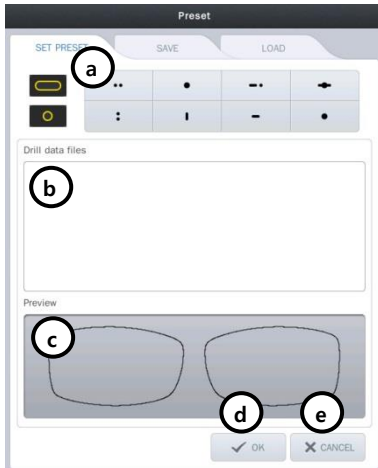 Preset
SET PRESET SAVE LOAD
a
Drill data files
b
Preview
c
d e
OK CANCEL